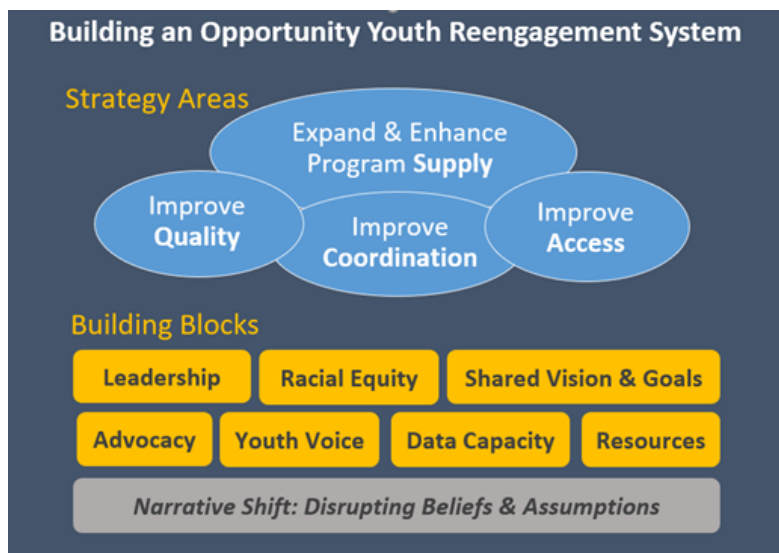 Building an Opportunity Youth Reengagement System
Strategy Areas
Expand & Enhance
Program Supply
Improve
Quality
Improve
Coordination
Improve
Access
Building Blocks
Leadership
Racial Equity
Shared Vision & Goals
Advocacy
Youth Voice
Data Capacity
Resources
Narrative Shift: Disrupting Beliefs & Assumptions